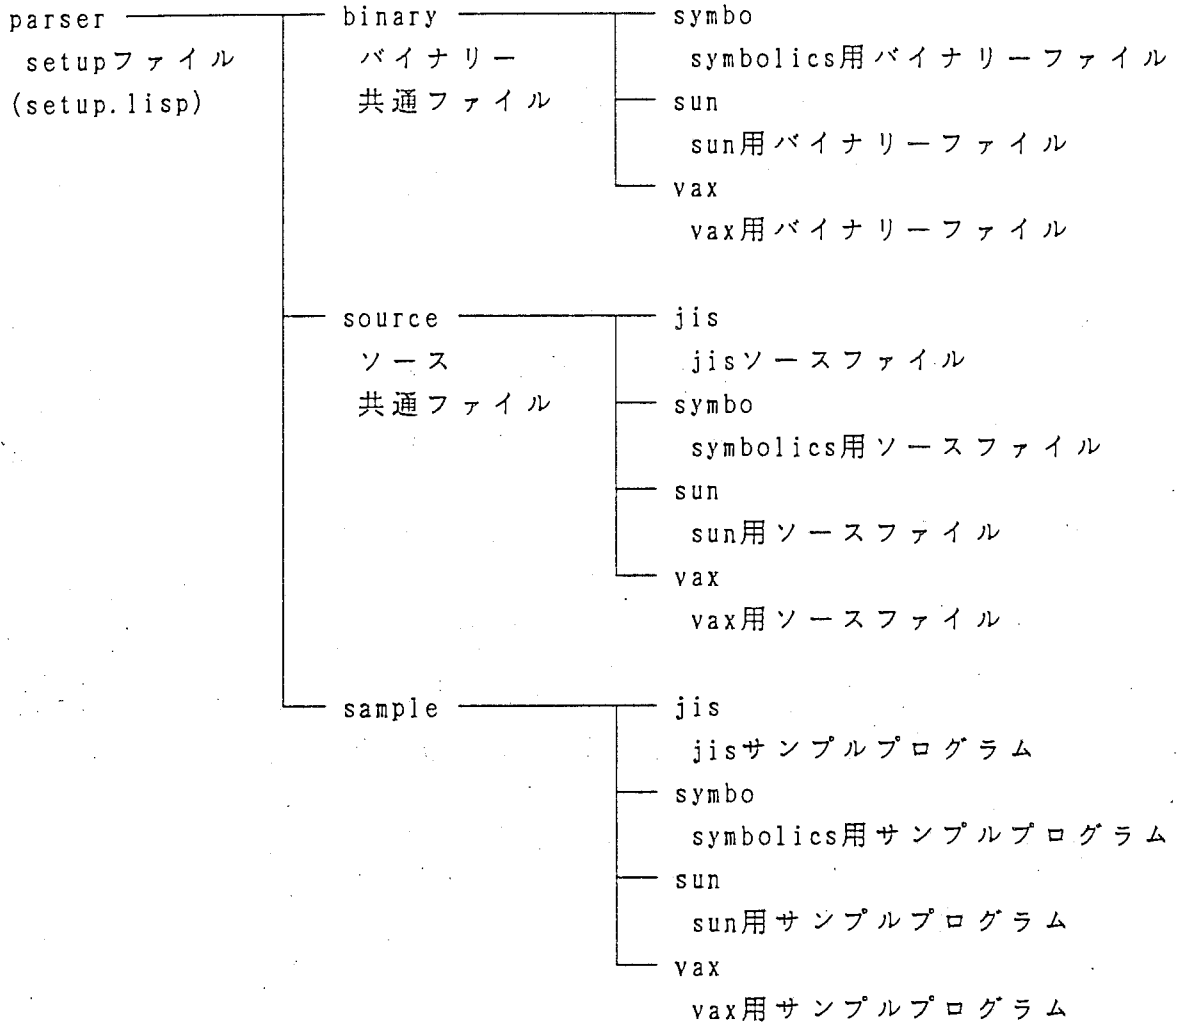 parser binary symbo
setupファイル バイナリー symbolics用バイナリーファイル
(setup.lisp) 共通ファイル sun
sun用バイナリーファイル
vax
vax用バイナリーファイル
source jis
ソース jisソースファイル
共通ファイル symbo
symbolics用ソースファイル
sun
sun用ソースファイル
vax
vax用ソースファイル
sample jis
jisサンプルプログラム
symbo
symbolics用サンプルプログラム
sun
sun用サンプルプログラム
vax
vax用サンプルプログラム